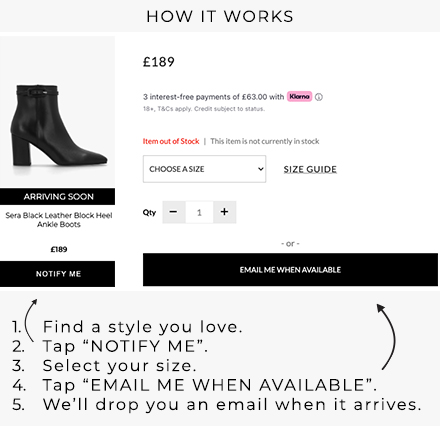 HOW IT WORKS
£189
3 interest-free payments of £63.00 with Klarna
18+, T&Cs apply. Credit subject to status.
Item out of Stock | This item is not currently in stock
CHOOSE A SIZE
SIZE GUIDE
Qty − 1 +
- or -
EMAIL ME WHEN AVAILABLE
ARRIVING SOON
Sera Black Leather Block Heel
Ankle Boots
£189
NOTIFY ME
1. Find a style you love.
2. Tap “NOTIFY ME”.
3. Select your size.
4. Tap “EMAIL ME WHEN AVAILABLE”.
5. We’ll drop you an email when it arrives.